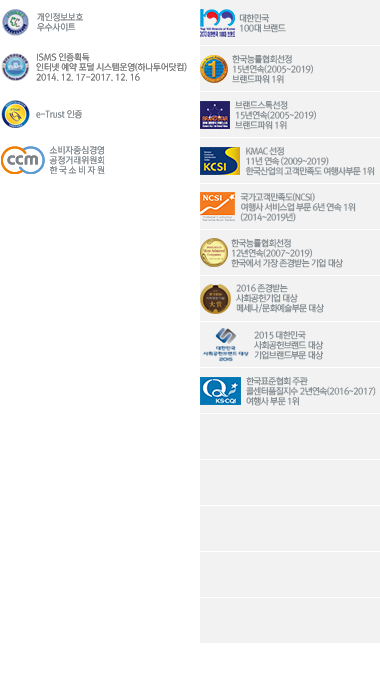 개인정보보호
우수사이트
ISMS 인증획득
인터넷 예약 포털 시스템운영(하나투어닷컴)
2014. 12. 17-2017. 12. 16
e-Trust 인증
ccm
소비자중심경영
공정거래위원회
한국소비자원
대한민국
100대 브랜드
한국능률협회선정
15년연속(2005~2019)
브랜드파워 1위
브랜드스톡선정
15년연속(2005~2019)
브랜드파워 1위
KCSI
KMAC 선정
11년 연속 (2009~2019)
한국산업의 고객만족도 여행사부문 1위
NCSI
국가고객만족도(NCSI)
여행사 서비스업 부문 6년 연속 1위
(2014~2019년)
한국능률협회선정
12년연속(2007~2019)
한국에서 가장 존경받는 기업 대상
2016 존경받는
사회공헌기업 대상
메세나/문화예술부문 대상
대한민국
사회공헌브랜드 대상
2015
2015 대한민국
사회공헌브랜드 대상
기업브랜드부문 대상
KS-CQI
한국표준협회 주관
콜센터품질지수 2년연속(2016~2017)
여행사 부문 1위